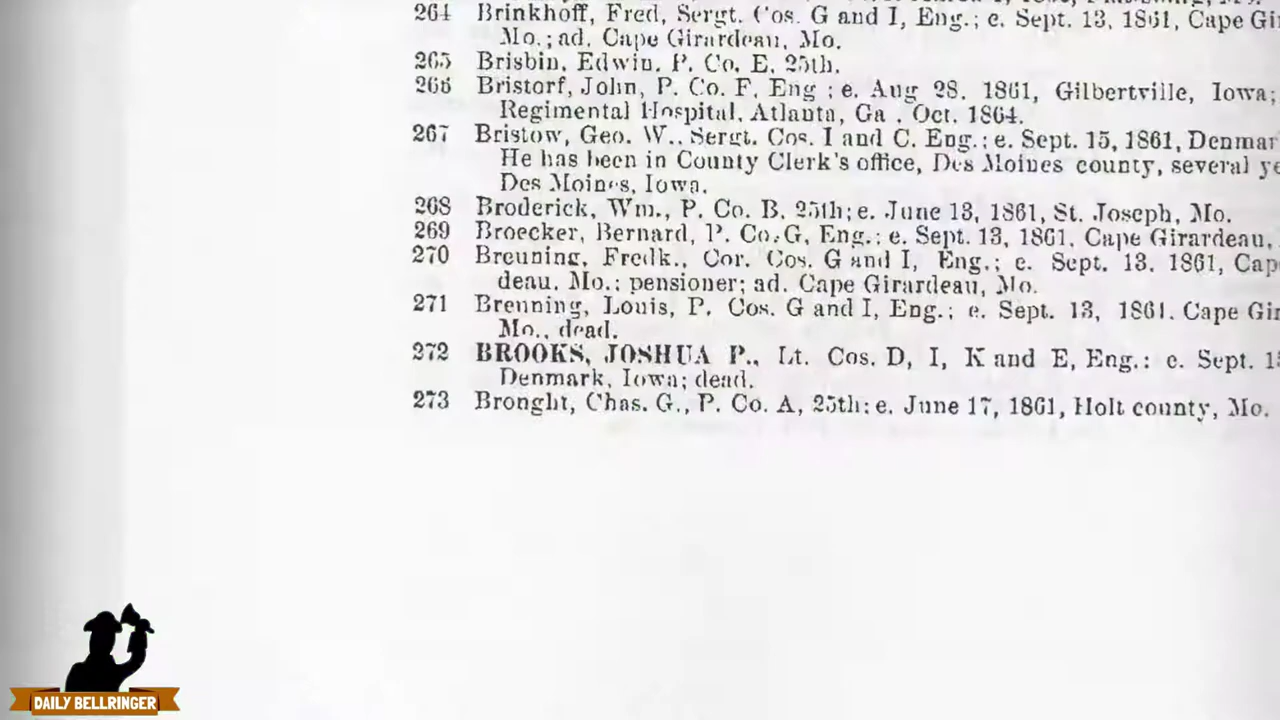 264 Brinkhoff, Fred, Sergt. Cos. G and I, Eng.; e. Sept. 13, 1861, Cape Gi
Mo.; ad. Cape Girardeau, Mo.
265 Brisbin, Edwin, P. Co. E, 25th.
266 Bristorf, John, P. Co. F, Eng ; e. Aug 28, 1861, Gilbertville, Iowa;
Regimental Hospital, Atlanta, Ga . Oct. 1864.
267 Bristow, Geo. W., Sergt. Cos. I and C. Eng.; e. Sept. 15, 1861, Denmar
He has been in County Clerk's office, Des Moines county, several ye
Des Moines, Iowa.
268 Broderick, Wm., P. Co. B, 25th; e. June 13, 1861, St. Joseph, Mo.
269 Broecker, Bernard, P. Co. G, Eng.; e. Sept. 13, 1861, Cape Girardeau,
270 Breuning, Fredk., Cor. Cos. G and I, Eng.; e. Sept. 13, 1861, Cap
deau, Mo.; pensioner; ad. Cape Girardeau, Mo.
271 Breuning, Louis, P. Cos. G and I, Eng.; e. Sept. 13, 1861, Cape Gir
Mo., dead.
272 BROOKS, JOSHUA P., Lt. Cos. D, I, K and E, Eng.: e. Sept. 15
Denmark, Iowa; dead.
273 Bronght, Chas. G., P. Co. A, 25th; e. June 17, 1861, Holt county, Mo.
DAILY BELLRINGER